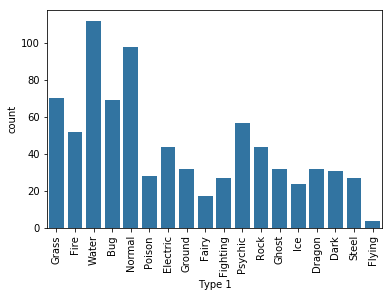 100
80
60
40
20
0
count
Grass
Fire
Water
Bug
Normal
Poison
Electric
Ground
Fairy
Fighting
Psychic
Rock
Ghost
Ice
Dragon
Dark
Steel
Flying
Type 1